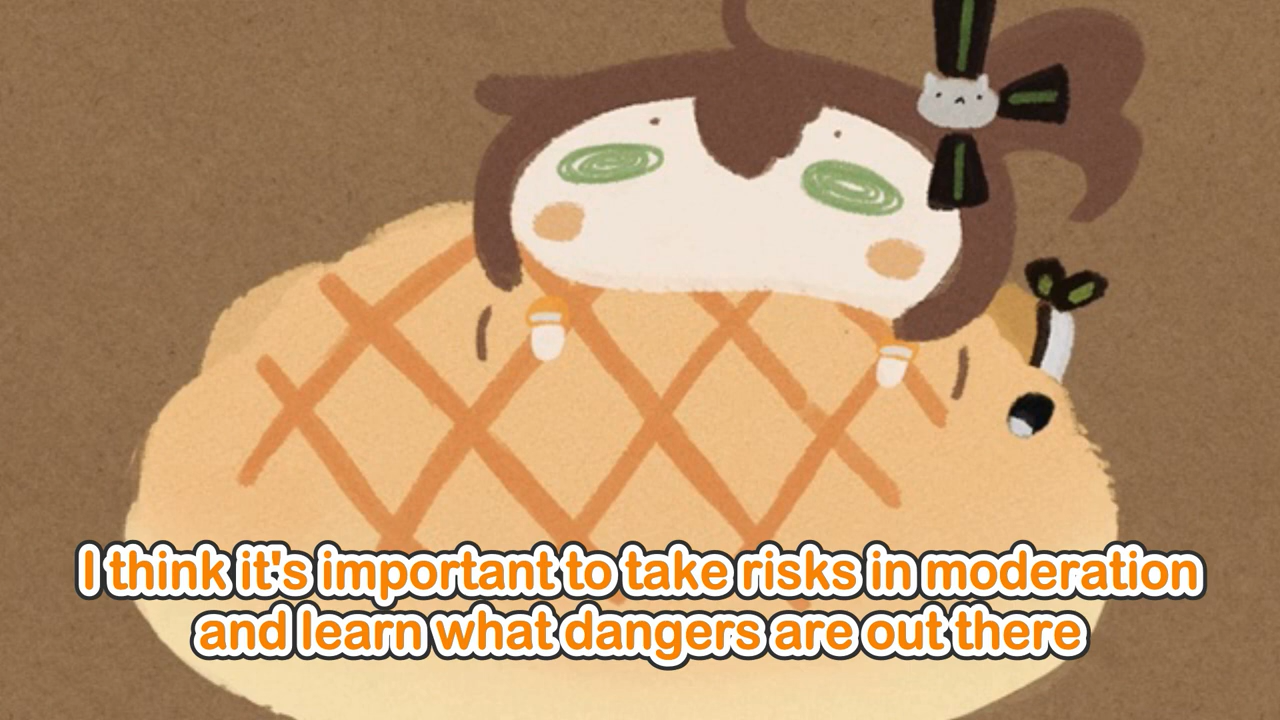 I think it's important to take risks in moderation
and learn what dangers are out there